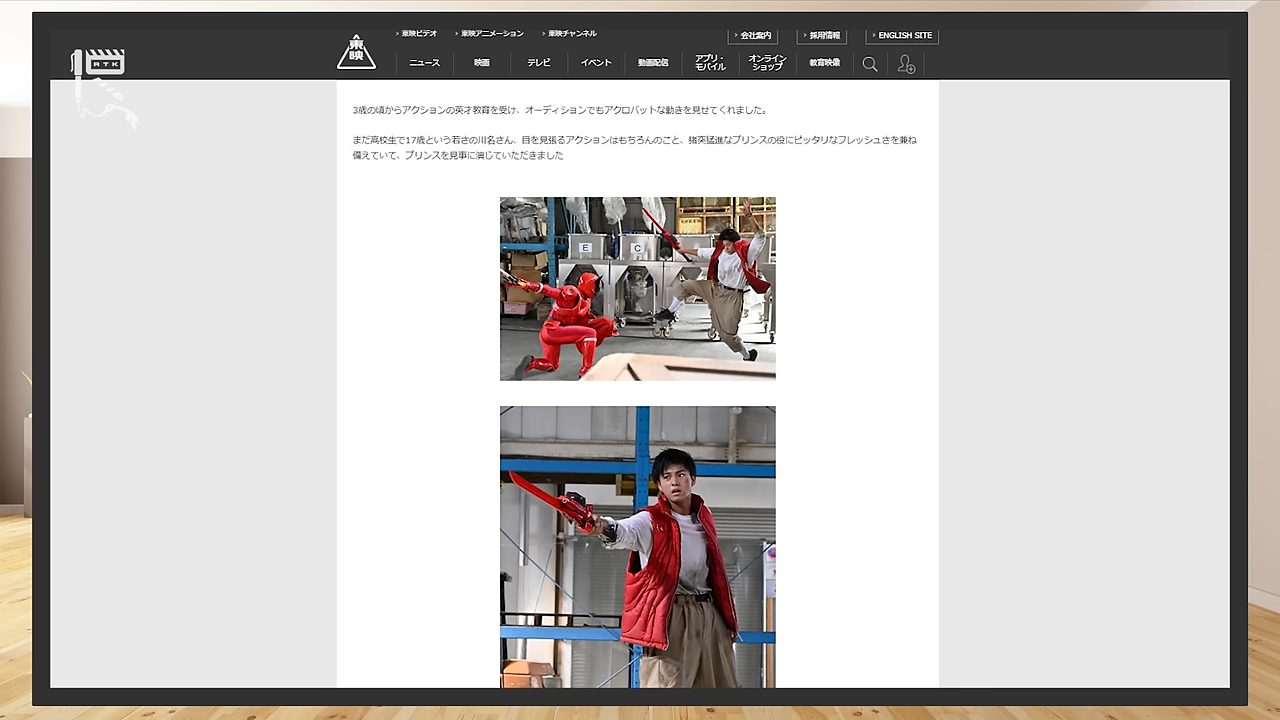 東映ビデオ
東映アニメーション
東映チャンネル
会社案内
採用情報
ENGLISH SITE
RTK
東映
ニュース
映画
テレビ
イベント
動画配信
アプリ・
モバイル
オンライン
ショップ
教育映像
3歳の頃からアクションの英才教育を受け、オーディションでもアクロバットな動きを見せてくれました。
まだ高校生で17歳という若さの川名さん、目を見張るアクションはもちろんのこと、猪突猛進なプリンスの役にピッタリなフレッシュさを兼ね
備えていて、プリンスを見事に演じていただきました
E
C